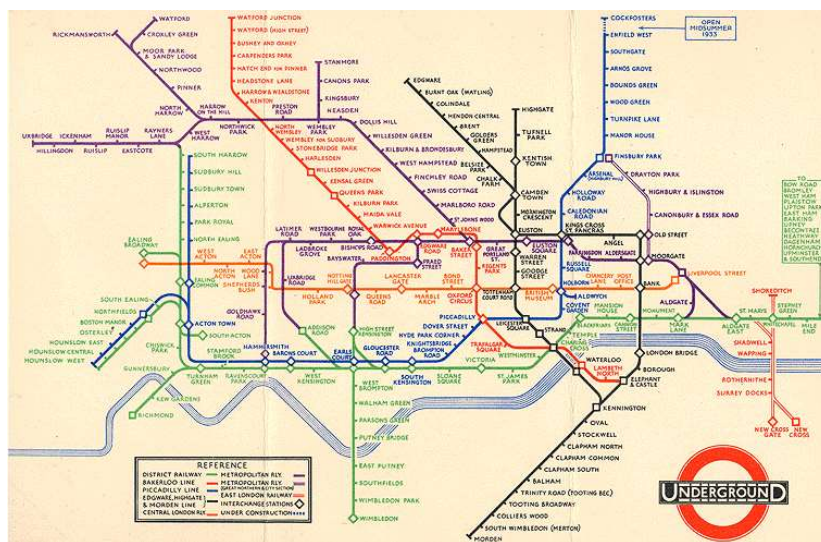 WATFORD
CROXLEY GREEN
RICKMANSWORTH
MOOR PARK
& SANDY LODGE
NORTHWOOD
PINNER
NORTH
HARROW
HARROW
ON THE HILL
UXBRIDGE
ICKENHAM
HILLINGDON
RUISLIP
RUISLIP
MANOR
EASTCOTE
RAYNERS
LANE
WEST
HARROW
NORTHWICK
PARK
PRESTON
ROAD
WEMBLEY
PARK
NEASDEN
STANMORE
CANONS PARK
KINGSBURY
DOLLIS HILL
WILLESDEN GREEN
KILBURN & BRONDESBURY
WEST HAMPSTEAD
FINCHLEY ROAD
SWISS COTTAGE
MARLBORO ROAD
ST. JOHNS WOOD
WATFORD JUNCTION
WATFORD (HIGH STREET)
BUSHEY AND OXHEY
CARPENDERS PARK
HATCH END FOR PINNER
HEADSTONE LANE
HARROW & WEALDSTONE
KENTON
NORTH
WEMBLEY
WEMBLEY FOR SUDBURY
STONEBRIDGE PARK
HARLESDEN
WILLESDEN JUNCTION
KENSAL GREEN
QUEENS PARK
KILBURN PARK
MAIDA VALE
WARWICK AVENUE
PADDINGTON
EDGWARE
ROAD
MARYLEBONE
BAKER
STREET
REGENTS
PARK
EDGWARE
BURNT OAK (WATLING)
COLINDALE
HENDON CENTRAL
BRENT
GOLDERS
GREEN
HAMPSTEAD
BELSIZE
PARK
CHALK
FARM
HIGHGATE
TUFNELL
PARK
KENTISH
TOWN
CAMDEN
TOWN
MORNINGTON
CRESCENT
EUSTON
COCKFOSTERS
ENFIELD WEST
SOUTHGATE
ARNOS GROVE
BOUNDS GREEN
WOOD GREEN
TURNPIKE LANE
MANOR HOUSE
FINSBURY PARK
ARSENAL
(HIGHBURY HILL)
HOLLOWAY
ROAD
CALEDONIAN
ROAD
KINGS CROSS
ST. PANCRAS
OPEN
MIDSUMMER
1933
DRAYTON PARK
HIGHBURY & ISLINGTON
CANONBURY & ESSEX ROAD
OLD STREET
ANGEL
MOORGATE
SOUTH HARROW
SUDBURY HILL
SUDBURY TOWN
ALPERTON
PARK ROYAL
NORTH EALING
EALING
BROADWAY
EALING
COMMON
WEST
ACTON
NORTH
ACTON
EAST
ACTON
WOOD
LANE
SHEPHERDS
BUSH
LATIMER
ROAD
LADBROKE
GROVE
WESTBOURNE
PARK
ROYAL
OAK
BISHOPS ROAD
BAYSWATER
PRAED
STREET
UXBRIDGE
ROAD
NOTTING
HILL GATE
HOLLAND
PARK
LANCASTER
GATE
QUEENS
ROAD
MARBLE
ARCH
BOND
STREET
OXFORD
CIRCUS
GREAT
PORTLAND
ST.
EUSTON
SQUARE
WARREN
STREET
GOODGE
STREET
TOTTENHAM
COURT ROAD
RUSSELL
SQUARE
HOLBORN
BRITISH
MUSEUM
CHANCERY
LANE
POST
OFFICE
FARRINGDON
ALDERSGATE
BANK
LIVERPOOL STREET
ALDGATE
ALDWYCH
COVENT
GARDEN
LEICESTER
SQUARE
STRAND
PICCADILLY
DOVER STREET
HYDE PARK CORNER
KNIGHTSBRIDGE
BROMPTON
ROAD
TRAFALGAR
SQUARE
CHARING
CROSS
WATERLOO
LAMBETH
NORTH
TEMPLE
BLACKFRIARS
MANSION
HOUSE
CANNON
STREET
MONUMENT
MARK
LANE
ALDGATE
EAST
ST. MARYS
WHITECHAPEL
STEPNEY
GREEN
MILE
END
SHOREDITCH
SHADWELL
WAPPING
ROTHERHITHE
SURREY DOCKS
NEW CROSS
GATE
NEW
CROSS
TO
BOW ROAD
BROMLEY
WEST HAM
PLAISTOW
UPTON PARK
EAST HAM
BARKING
UPNEY
BECONTREE
HEATHWAY
DAGENHAM
HORNCHURCH
UPMINSTER
& SOUTHEND
SOUTH EALING
NORTHFIELDS
BOSTON MANOR
OSTERLEY
HOUNSLOW EAST
HOUNSLOW CENTRAL
HOUNSLOW WEST
ACTON TOWN
SOUTH ACTON
CHISWICK
PARK
GUNNERSBURY
KEW GARDENS
RICHMOND
TURNHAM
GREEN
STAMFORD
BROOK
RAVENSCOURT
PARK
GOLDHAWK
ROAD
HAMMERSMITH
BARONS COURT
WEST
KENSINGTON
ADDISON
ROAD
HIGH STREET
KENSINGTON
EARLS
COURT
GLOUCESTER
ROAD
SOUTH
KENSINGTON
SLOANE
SQUARE
VICTORIA
ST. JAMES
PARK
WESTMINSTER
WEST
BROMPTON
WALHAM GREEN
PARSONS GREEN
PUTNEY BRIDGE
EAST PUTNEY
SOUTHFIELDS
WIMBLEDON PARK
WIMBLEDON
LONDON BRIDGE
BOROUGH
ELEPHANT
& CASTLE
KENNINGTON
OVAL
STOCKWELL
CLAPHAM NORTH
CLAPHAM COMMON
CLAPHAM SOUTH
BALHAM
TRINITY ROAD (TOOTING BEC)
TOOTING BROADWAY
COLLIERS WOOD
SOUTH WIMBLEDON (MERTON)
MORDEN
REFERENCE
DISTRICT RAILWAY
BAKERLOO LINE
PICCADILLY LINE
EDGWARE, HIGHGATE
& MORDEN LINE
CENTRAL LONDON RLY.
METROPOLITAN RLY.
METROPOLITAN RLY.
(GREAT NORTHERN & CITY SECTION)
EAST LONDON RAILWAY
INTERCHANGE STATIONS
UNDER CONSTRUCTION
UNDERGROUND